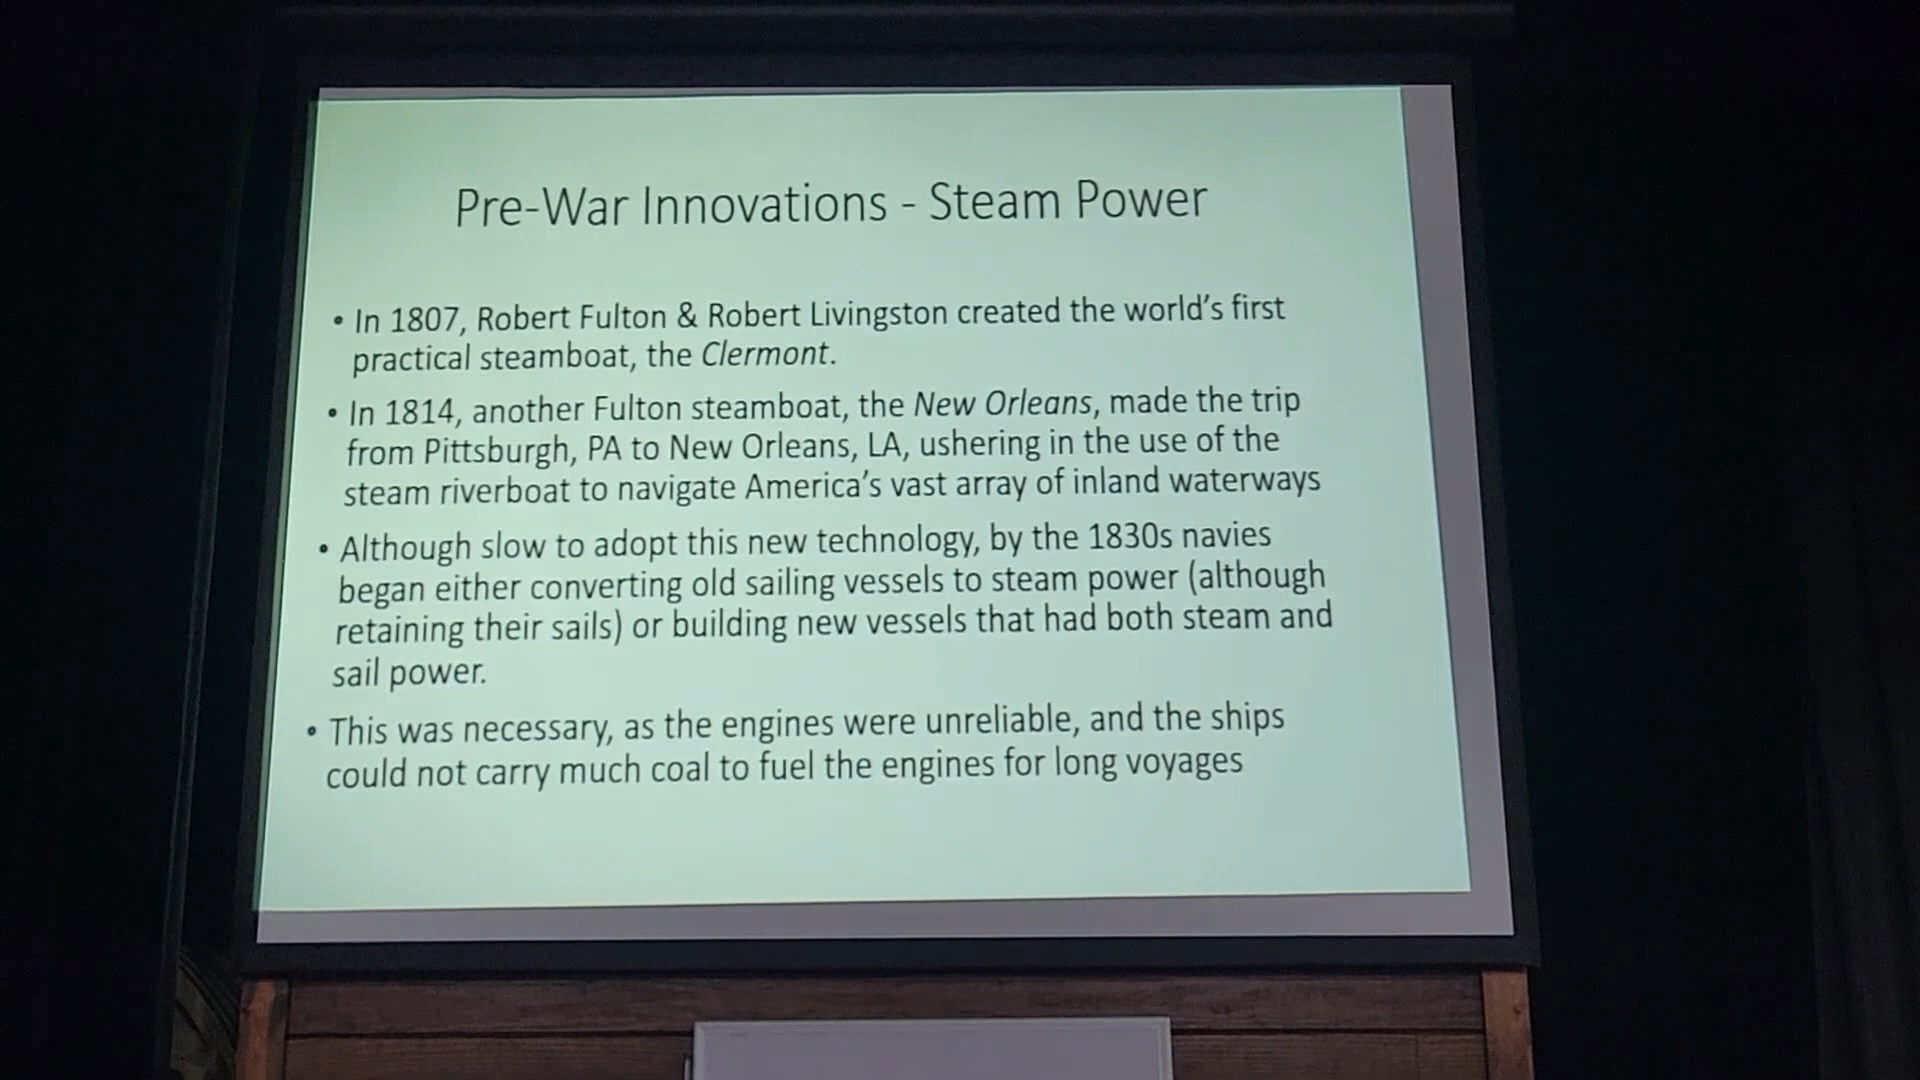 Pre-War Innovations - Steam Power
• In 1807, Robert Fulton & Robert Livingston created the world's first
practical steamboat, the Clermont.
• In 1814, another Fulton steamboat, the New Orleans, made the trip
from Pittsburgh, PA to New Orleans, LA, ushering in the use of the
steam riverboat to navigate America's vast array of inland waterways
• Although slow to adopt this new technology, by the 1830s navies
began either converting old sailing vessels to steam power (although
retaining their sails) or building new vessels that had both steam and
sail power.
• This was necessary, as the engines were unreliable, and the ships
could not carry much coal to fuel the engines for long voyages